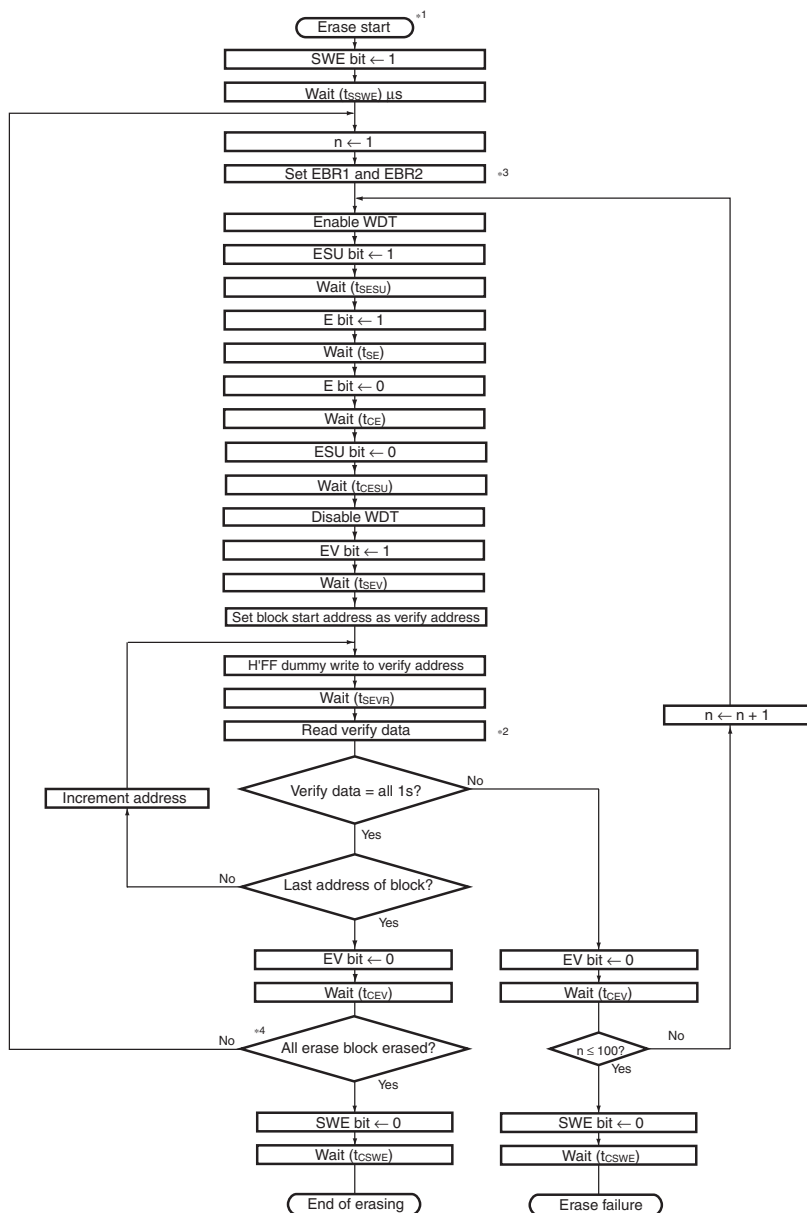 Erase start
*1
SWE bit ← 1
Wait (tSSWE) μs
n ← 1
Set EBR1 and EBR2
*3
Enable WDT
ESU bit ← 1
Wait (tSESU)
E bit ← 1
Wait (tSE)
E bit ← 0
Wait (tCE)
ESU bit ← 0
Wait (tCESU)
Disable WDT
EV bit ← 1
Wait (tSEV)
Set block start address as verify address
H'FF dummy write to verify address
Wait (tSEVR)
Read verify data
*2
n ← n + 1
Verify data = all 1s?
No
Increment address
Yes
Last address of block?
No
Yes
EV bit ← 0
Wait (tCEV)
*4
All erase block erased?
No
Yes
SWE bit ← 0
Wait (tCSWE)
End of erasing
EV bit ← 0
Wait (tCEV)
n ≤ 100?
No
Yes
SWE bit ← 0
Wait (tCSWE)
Erase failure